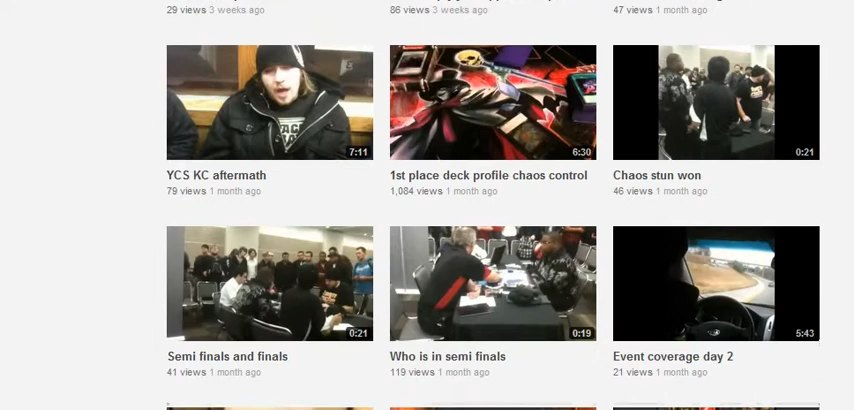 29 views 3 weeks ago
86 views 3 weeks ago
47 views 1 month ago
7:11
6:30
0:21
YCS KC aftermath
1st place deck profile chaos control
Chaos stun won
79 views 1 month ago
1,084 views 1 month ago
46 views 1 month ago
0:21
0:19
5:43
Semi finals and finals
Who is in semi finals
Event coverage day 2
41 views 1 month ago
119 views 1 month ago
21 views 1 month ago